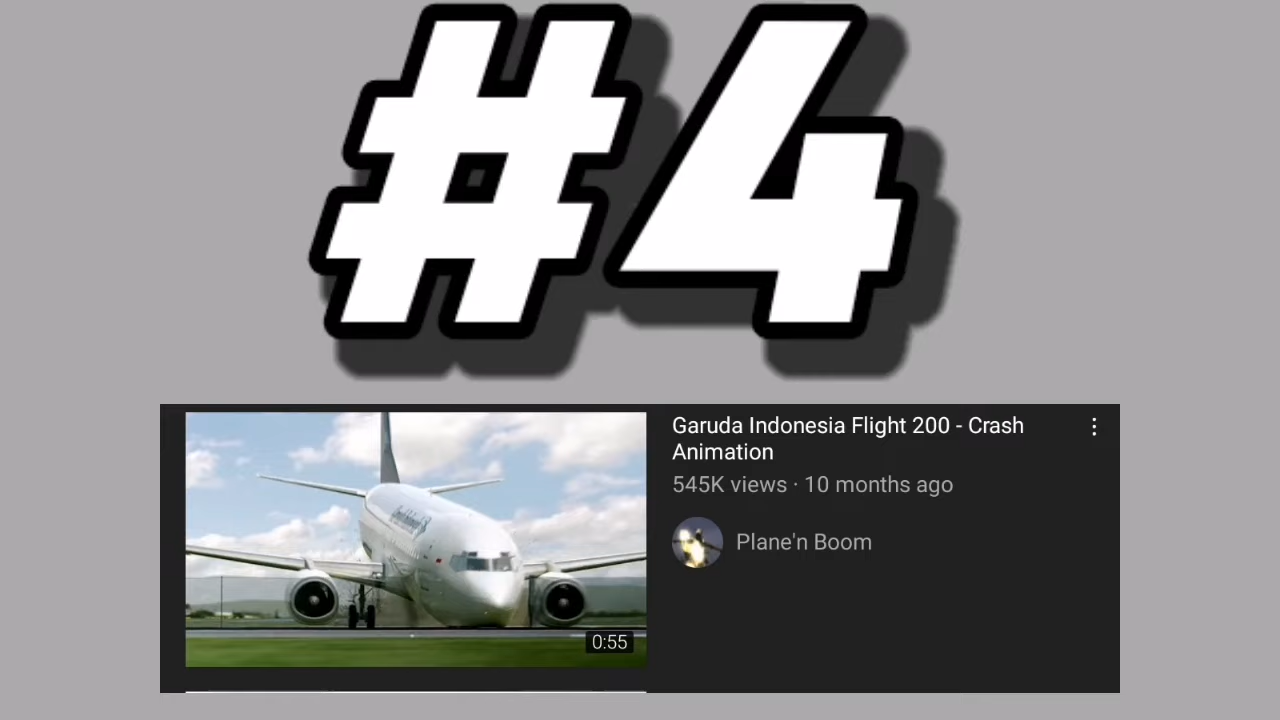 #4
Garuda Indonesia Flight 200 - Crash
Animation
545K views · 10 months ago
Plane'n Boom
0:55